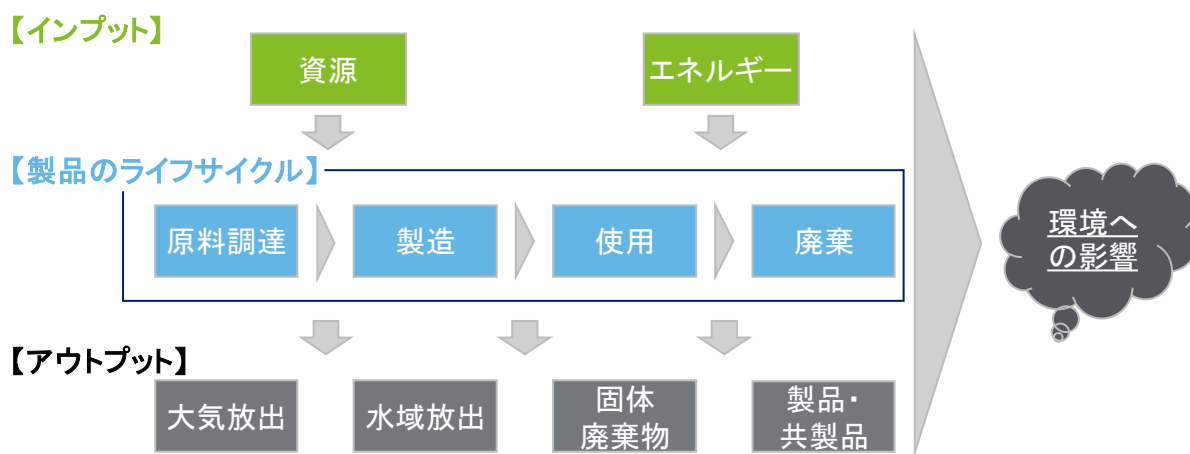 【インプット】
資源
エネルギー
【製品のライフサイクル】
原料調達
製造
使用
廃棄
環境へ
の影響
【アウトプット】
大気放出
水域放出
固体
廃棄物
製品・
共製品